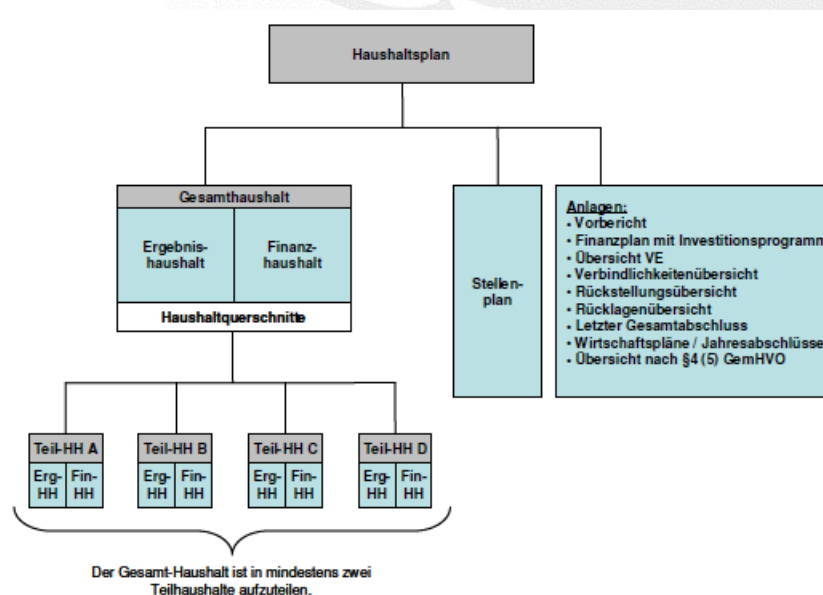 Haushaltsplan
Gesamthaushalt
Ergebnis-
haushalt
Finanz-
haushalt
Haushaltquerschnitte
Stellen-
plan
Anlagen:
• Vorbericht
• Finanzplan mit Investitionsprogramm
• Übersicht VE
• Verbindlichkeitenübersicht
• Rückstellungsübersicht
• Rücklagenübersicht
• Letzter Gesamtabschluss
• Wirtschaftspläne / Jahresabschlüsse
• Übersicht nach §4 (5) GemHVO
Teil-HH A
Erg-
HH
Fin-
HH
Teil-HH B
Erg-
HH
Fin-
HH
Teil-HH C
Erg-
HH
Fin-
HH
Teil-HH D
Erg-
HH
Fin-
HH
Der Gesamt-Haushalt ist in mindestens zwei
Teilhaushalte aufzuteilen.